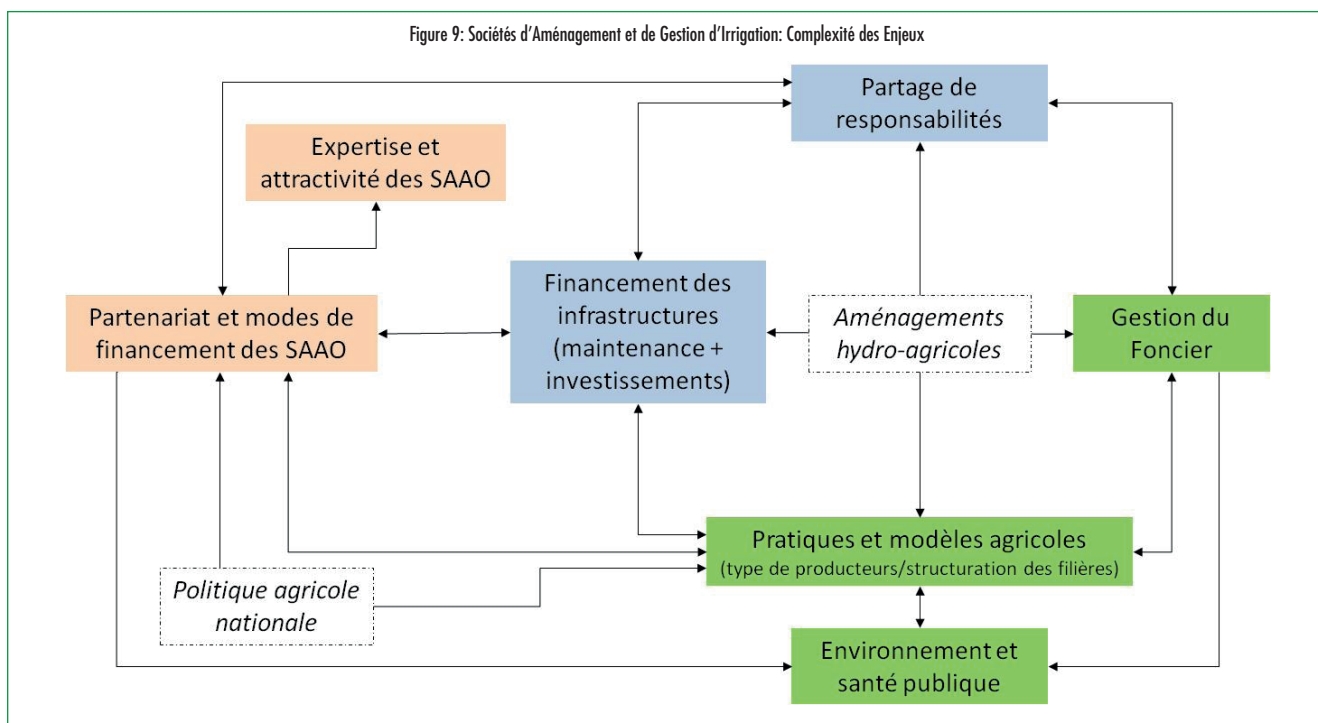 Figure 9: Sociétés d'Aménagement et de Gestion d'Irrigation: Complexité des Enjeux
Partage de
responsabilités
Expertise et
attractivité des SAAO
Financement des
infrastructures
(maintenance +
investissements)
Partenariat et modes de
financement des SAAO
Aménagements
hydro-agricoles
Gestion du
Foncier
Pratiques et modèles agricoles
(type de producteurs/structuration des filières)
Politique agricole
nationale
Environnement et
santé publique